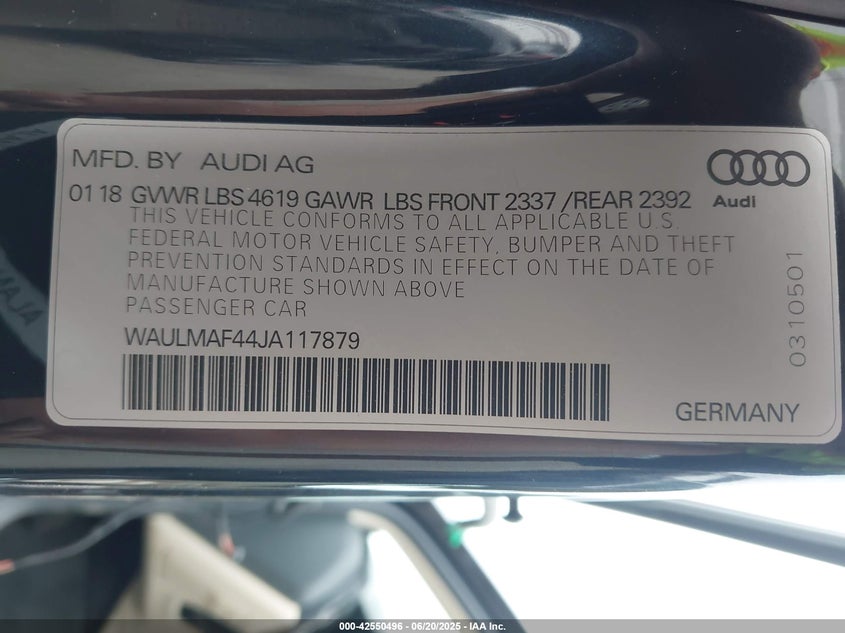 MFD. BY AUDI AG
01 18 GVWR LBS 4619 GAWR LBS FRONT 2337 /REAR 2392
Audi
THIS VEHICLE CONFORMS TO ALL APPLICABLE U.S.
FEDERAL MOTOR VEHICLE SAFETY, BUMPER AND THEFT
PREVENTION STANDARDS IN EFFECT ON THE DATE OF
MANUFACTURE SHOWN ABOVE
PASSENGER CAR
WAULMAF44JA117879
0310501
GERMANY
000-42550496 - 06/20/2025 - IAA Inc.